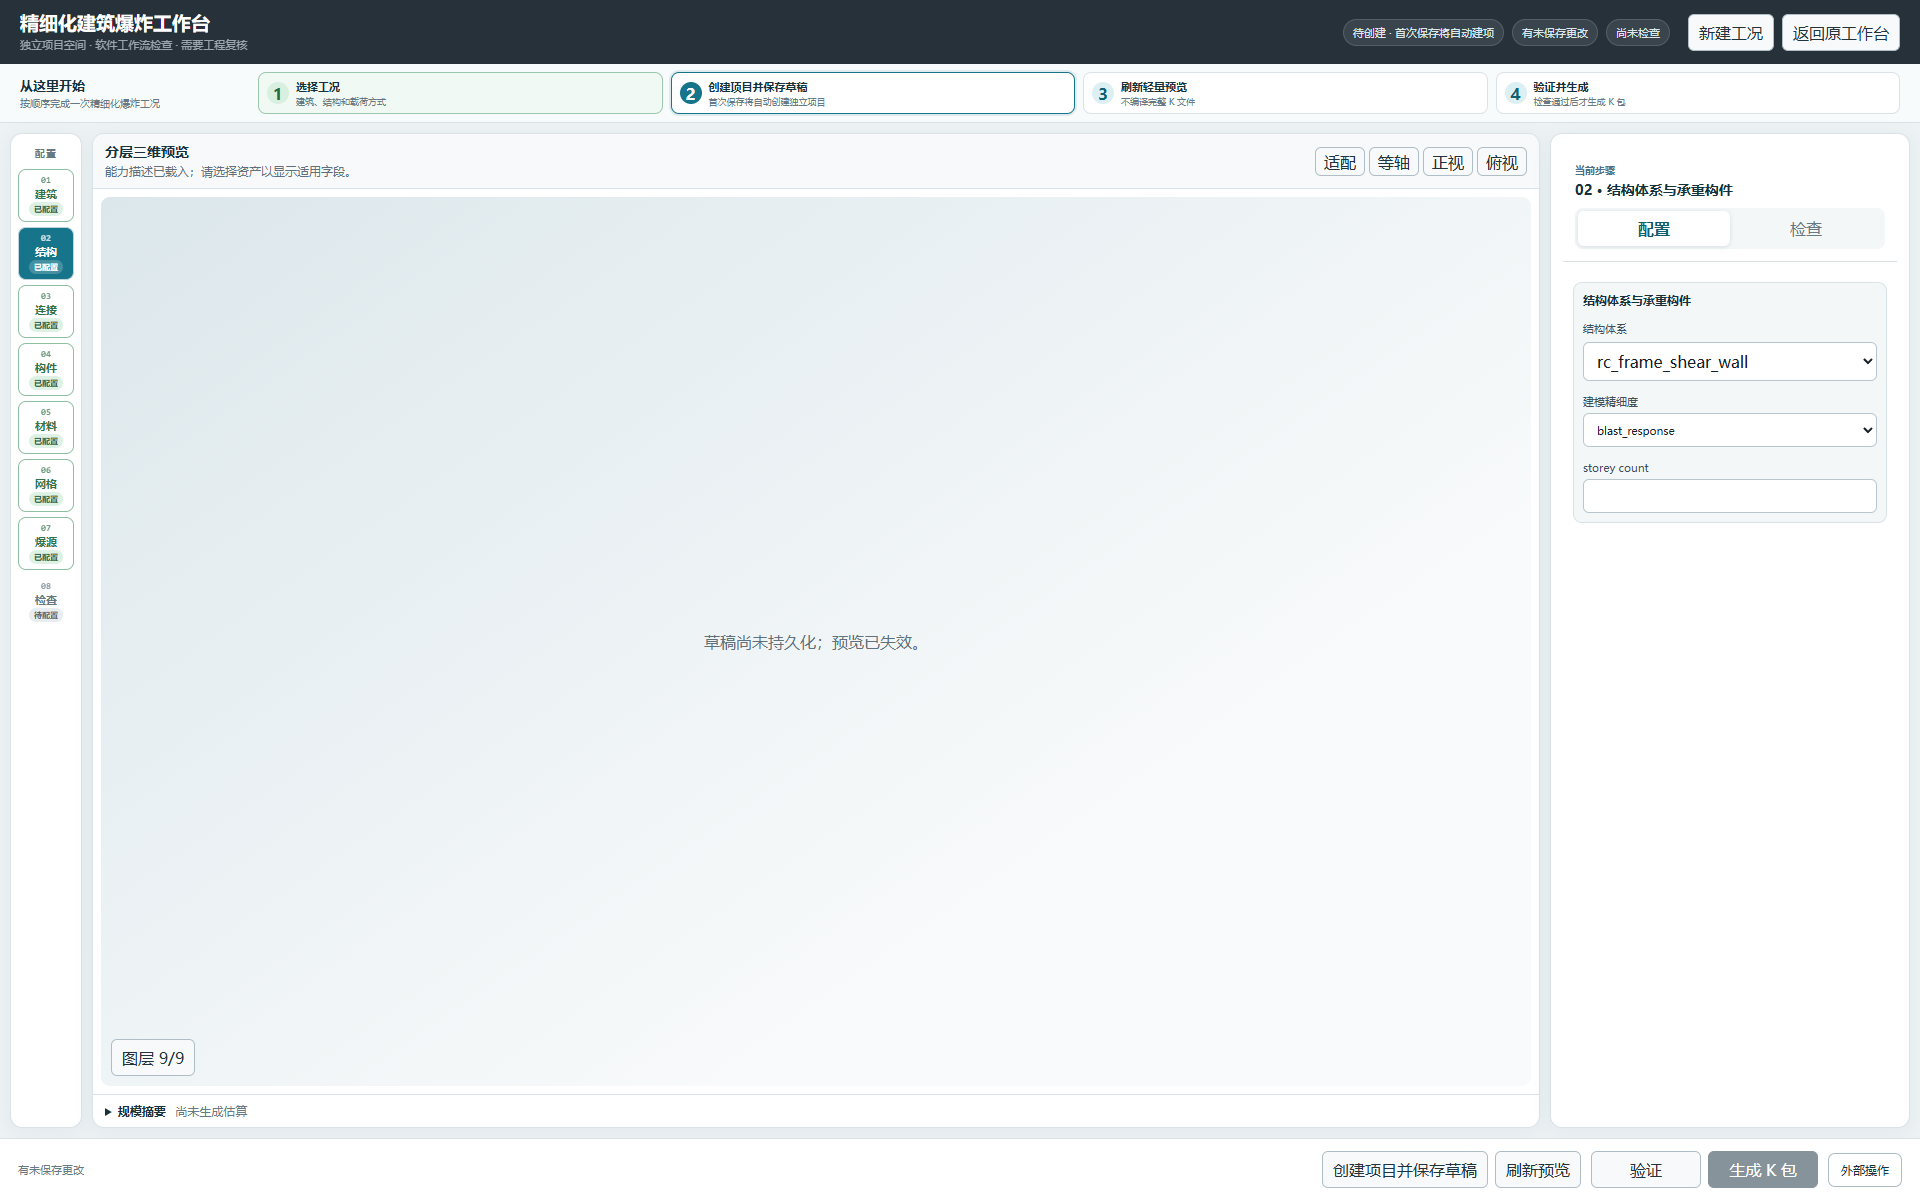 精细化建筑爆炸工作台
独立项目空间 · 软件工作流检查 · 需要工程复核
待创建 · 首次保存将自动建项
有未保存更改
尚未检查
新建工况
返回原工作台
从这里开始
按顺序完成一次精细化爆炸工况
1
选择工况
建筑、结构和载荷方式
2
创建项目并保存草稿
首次保存将自动创建独立项目
3
刷新轻量预览
不编译完整 K 文件
4
验证并生成
检查通过后才生成 K 包
配置
01
建筑
已配置
02
结构
已配置
03
连接
已配置
04
构件
已配置
05
材料
已配置
06
网格
已配置
07
爆源
已配置
08
检查
待配置
分层三维预览
能力描述已载入；请选择资产以显示适用字段。
适配
等轴
正视
俯视
草稿尚未持久化；预览已失效。
图层 9/9
▶ 规模摘要 尚未生成估算
当前步骤
02 • 结构体系与承重构件
配置
检查
结构体系与承重构件
结构体系
rc_frame_shear_wall
建模精细度
blast_response
storey count
有未保存更改
创建项目并保存草稿
刷新预览
验证
生成 K 包
外部操作